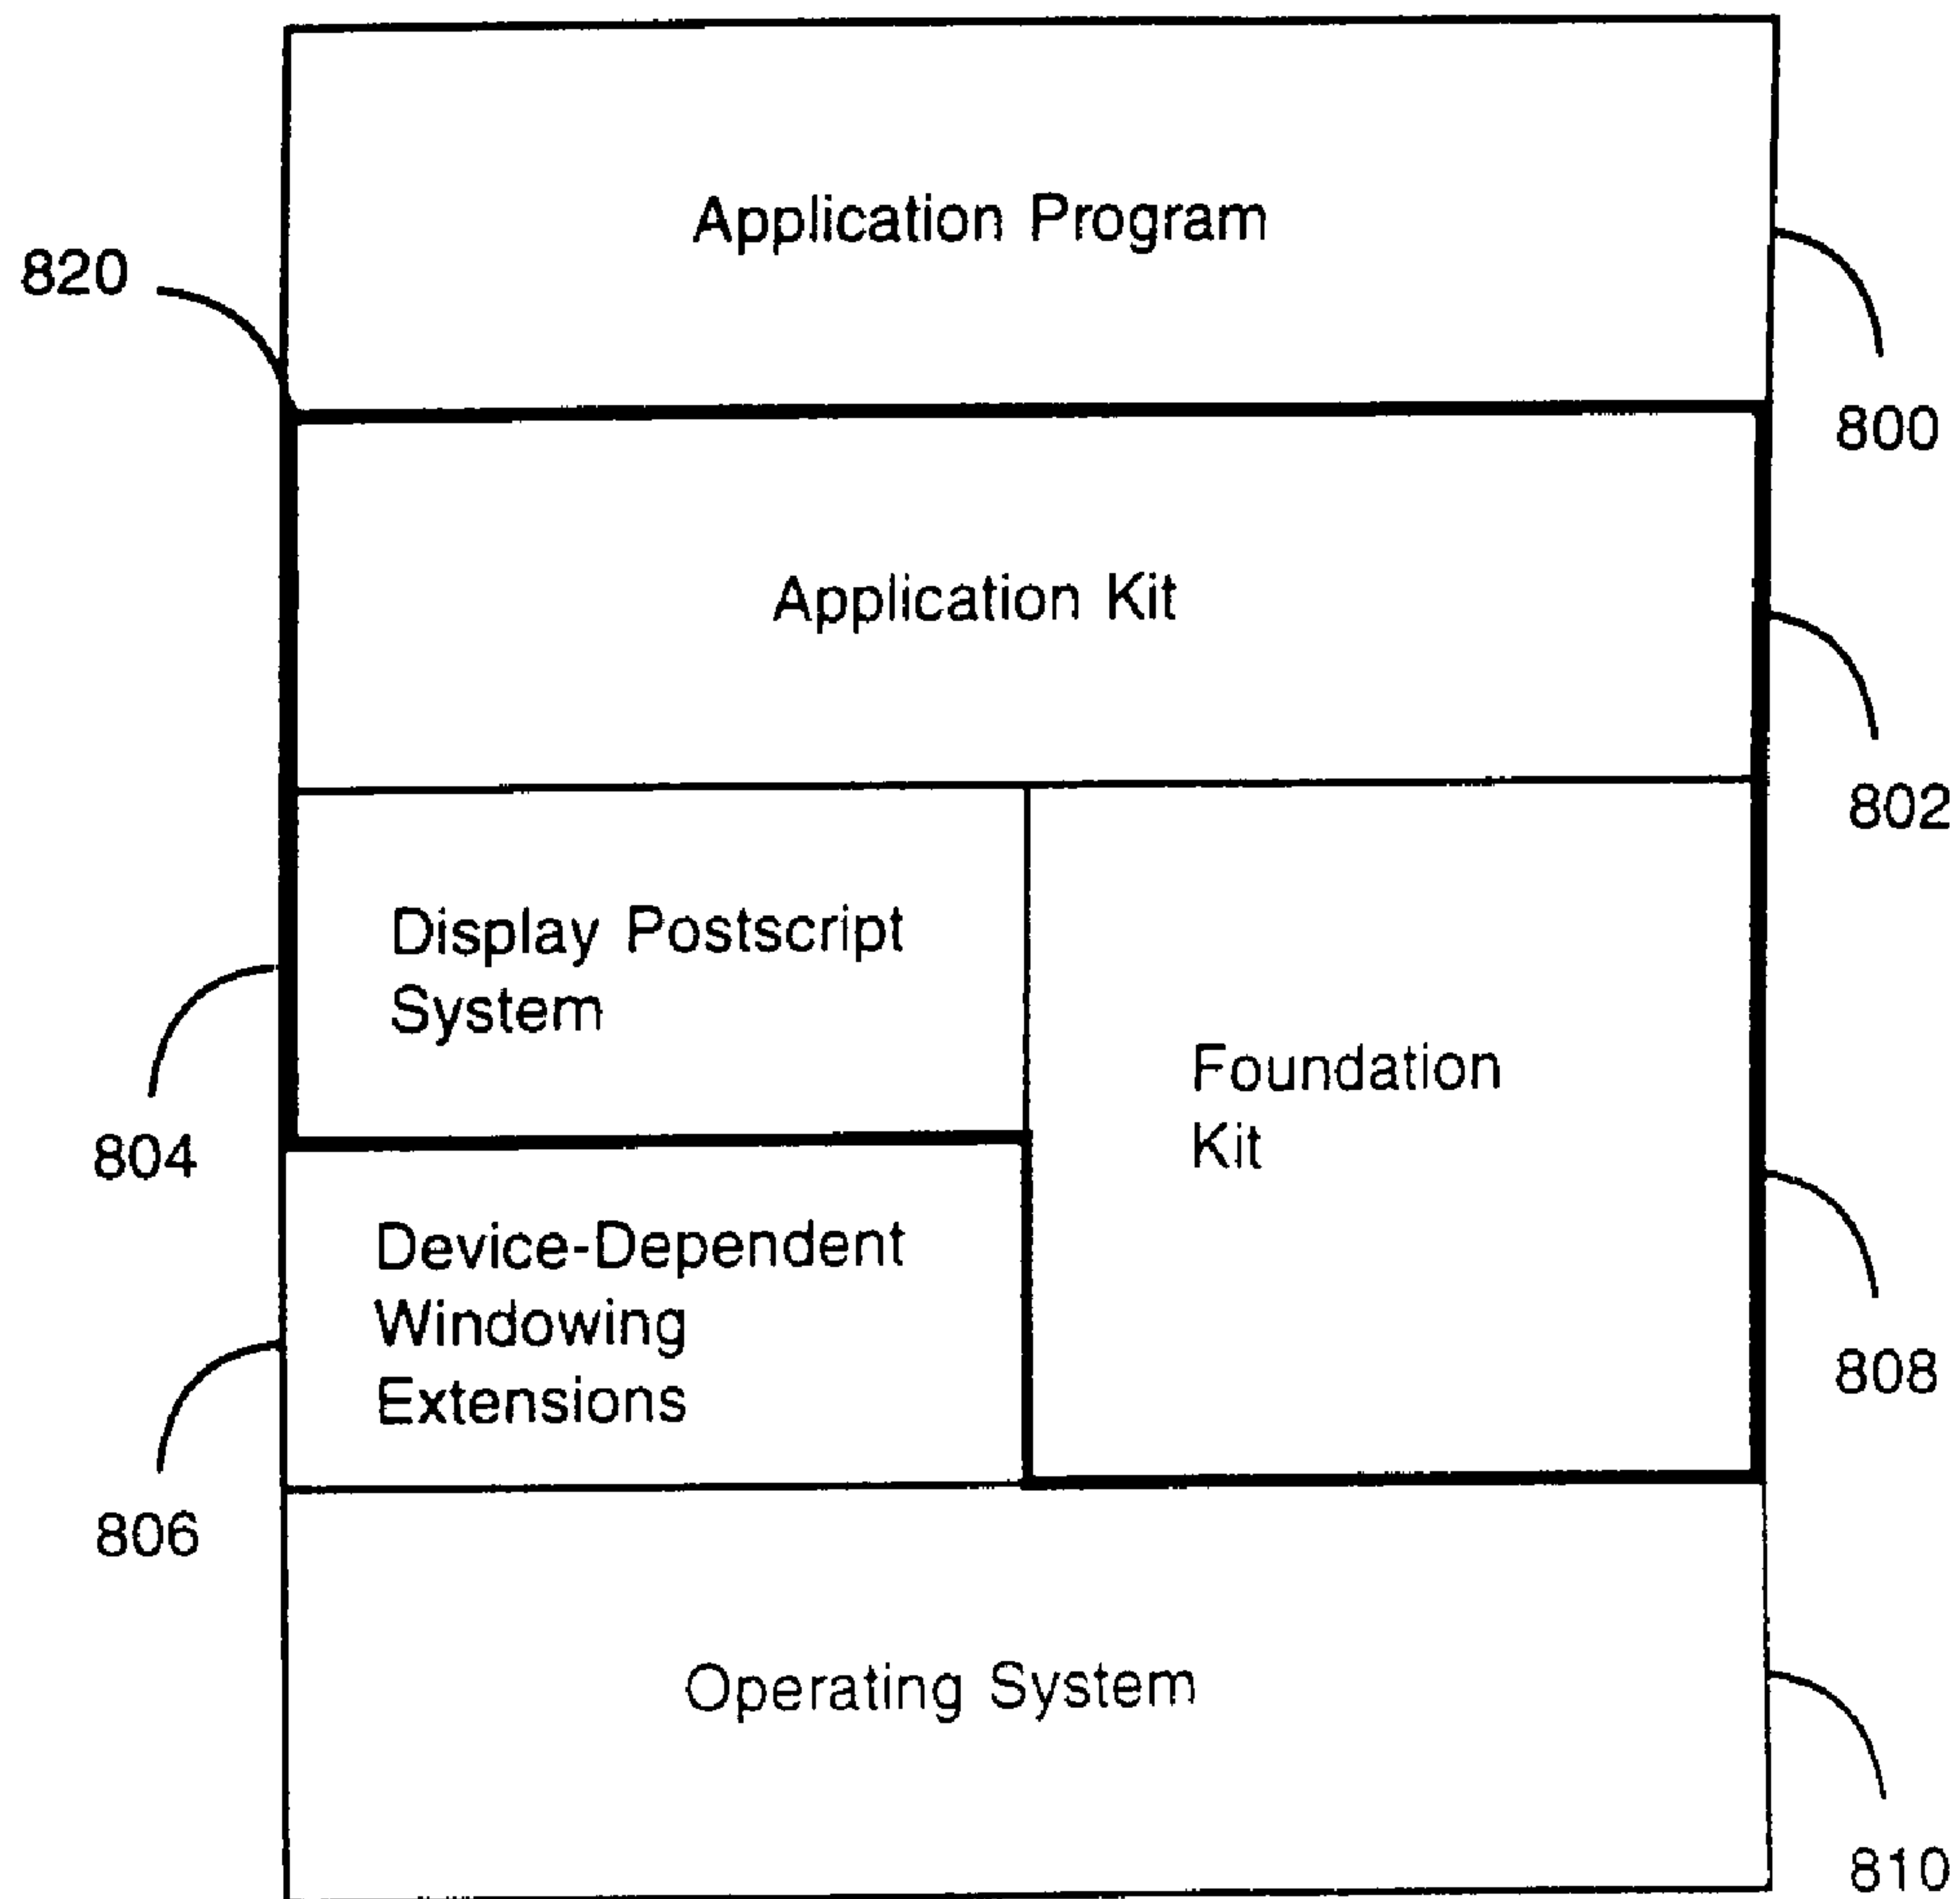 Application Program
820
800
Application Kit
802
Display Postscript
System
804
Foundation
Kit
Device-Dependent
Windowing
Extensions
806
808
Operating System
810